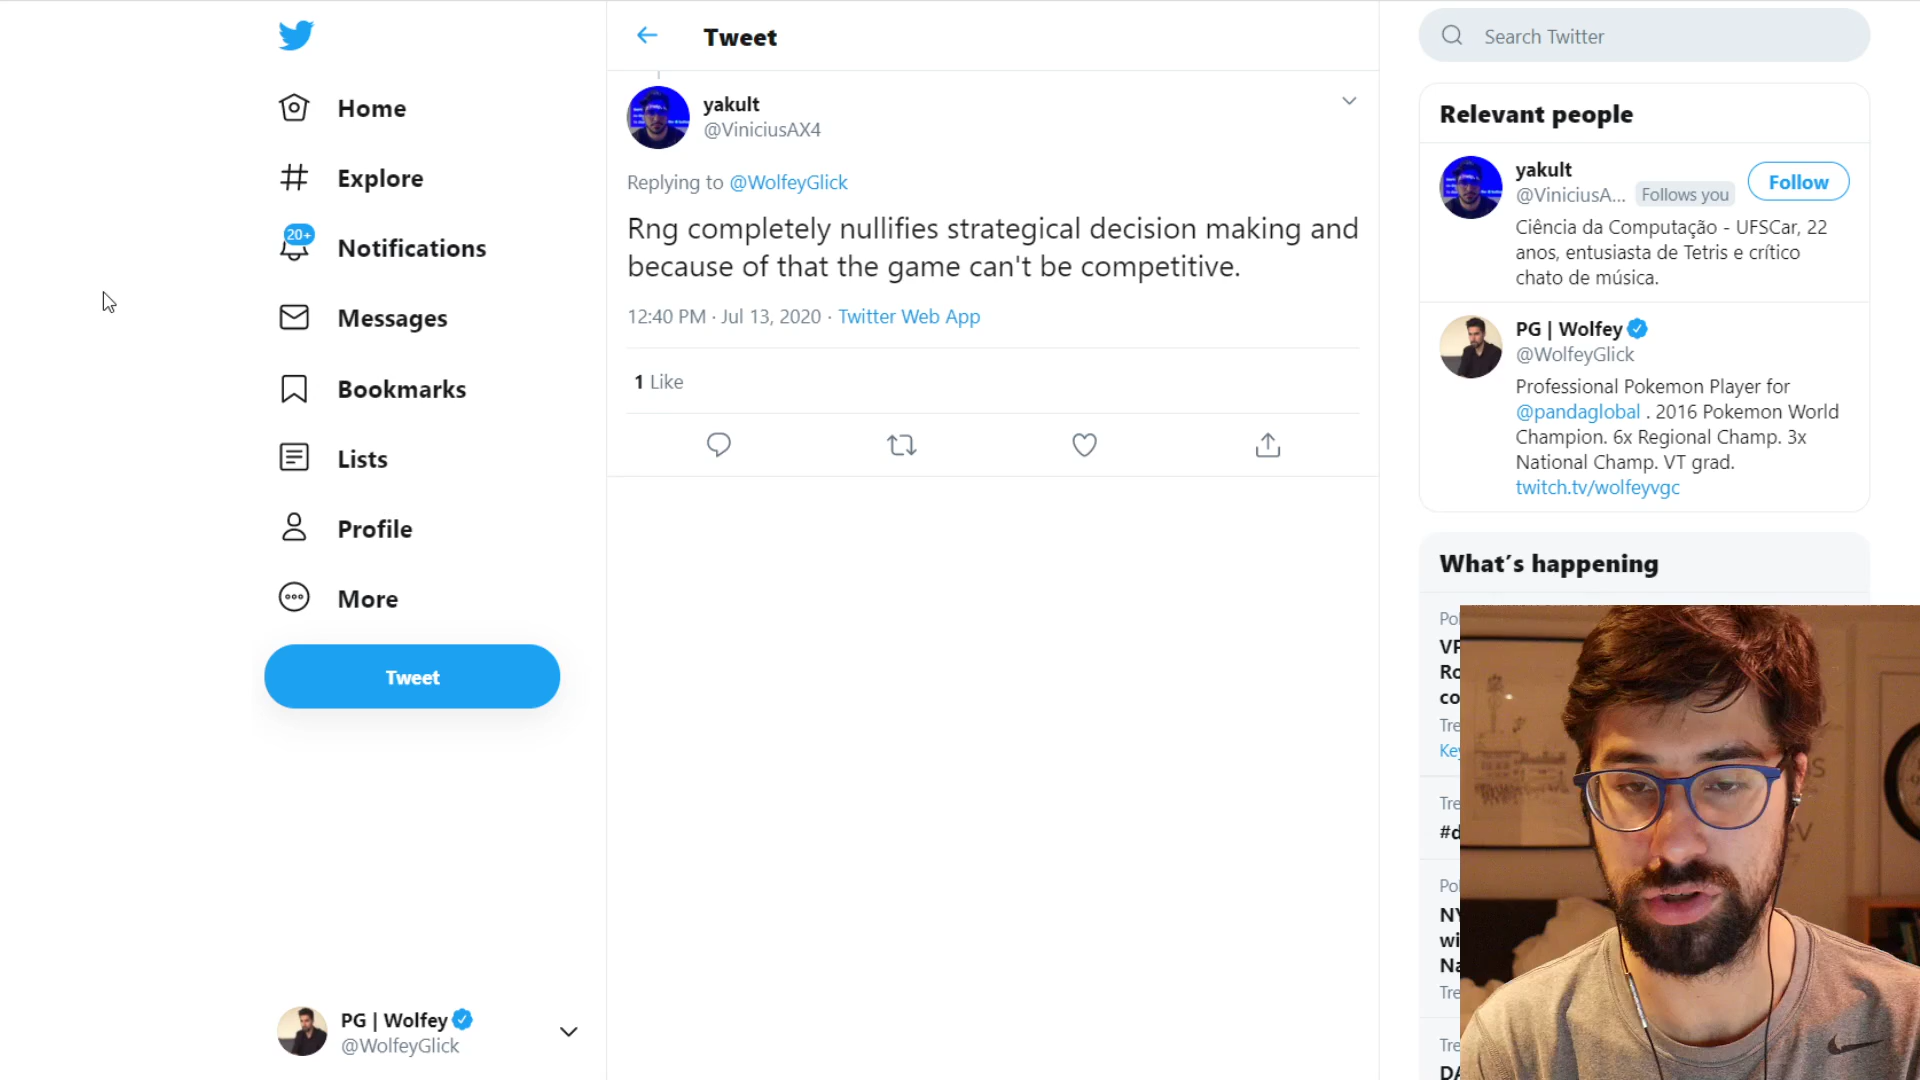 Home
Explore
20+
Notifications
Messages
Bookmarks
Lists
Profile
More
Tweet
PG | Wolfey
@WolfeyGlick
Tweet
yakult
@ViniciusAX4
Replying to @WolfeyGlick
Rng completely nullifies strategical decision making and
because of that the game can't be competitive.
12:40 PM · Jul 13, 2020 · Twitter Web App
1 Like
Search Twitter
Relevant people
yakult
@ViniciusA... Follows you
Follow
Ciência da Computação - UFSCar, 22
anos, entusiasta de Tetris e crítico
chato de música.
PG | Wolfey
@WolfeyGlick
Professional Pokemon Player for
@pandaglobal . 2016 Pokemon World
Champion. 6x Regional Champ. 3x
National Champ. VT grad.
twitch.tv/wolfeyvgc
What's happening